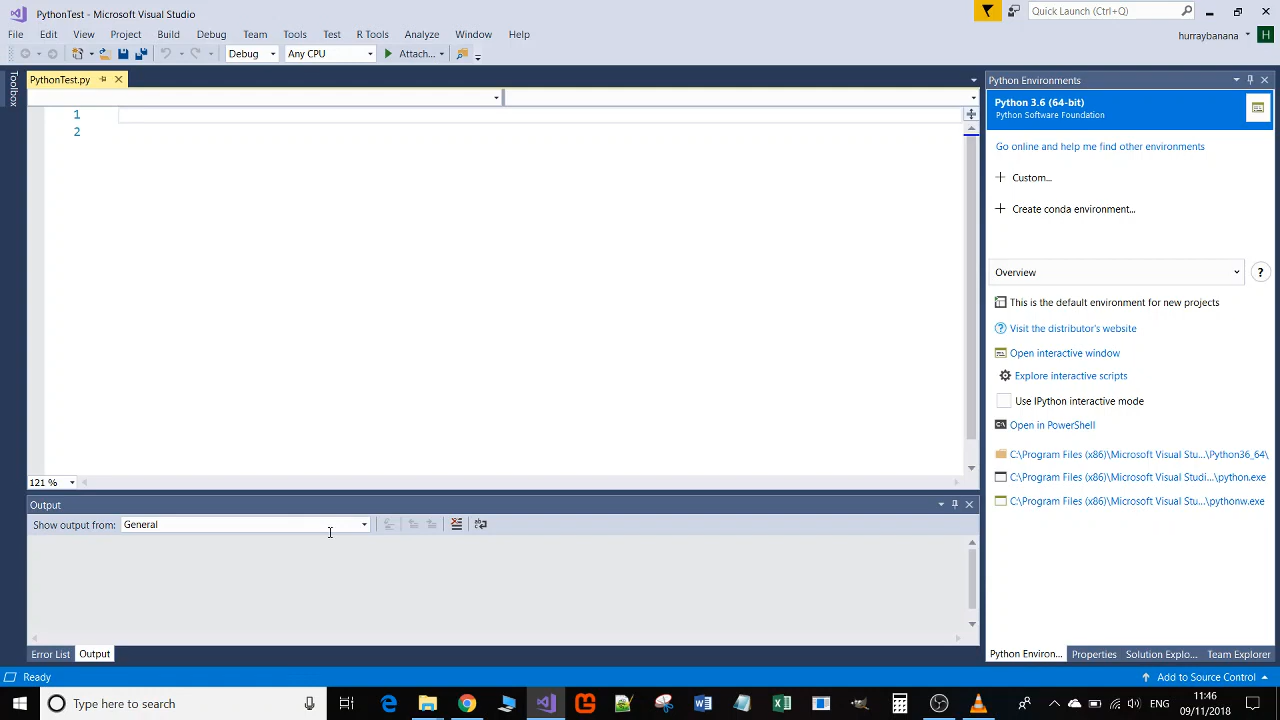 PythonTest - Microsoft Visual Studio
Quick Launch (Ctrl+Q)
File Edit View Project Build Debug Team Tools Test R Tools Analyze Window Help
hurraybanana H
Debug Any CPU Attach...
Toolbox
PythonTest.py
1
2
121 %
Output
Show output from: General
Error List Output
Python Environments
Python 3.6 (64-bit)
Python Software Foundation
Go online and help me find other environments
Custom...
Create conda environment...
Overview
?
This is the default environment for new projects
Visit the distributor's website
Open interactive window
Explore interactive scripts
Use IPython interactive mode
Open in PowerShell
C:\Program Files (x86)\Microsoft Visual Stu...\Python36_64\
C:\Program Files (x86)\Microsoft Visual Studi...\python.exe
C:\Program Files (x86)\Microsoft Visual Stu...\pythonw.exe
Python Environ... Properties Solution Explo... Team Explorer
Ready
Add to Source Control
Type here to search
ENG
11:46
09/11/2018